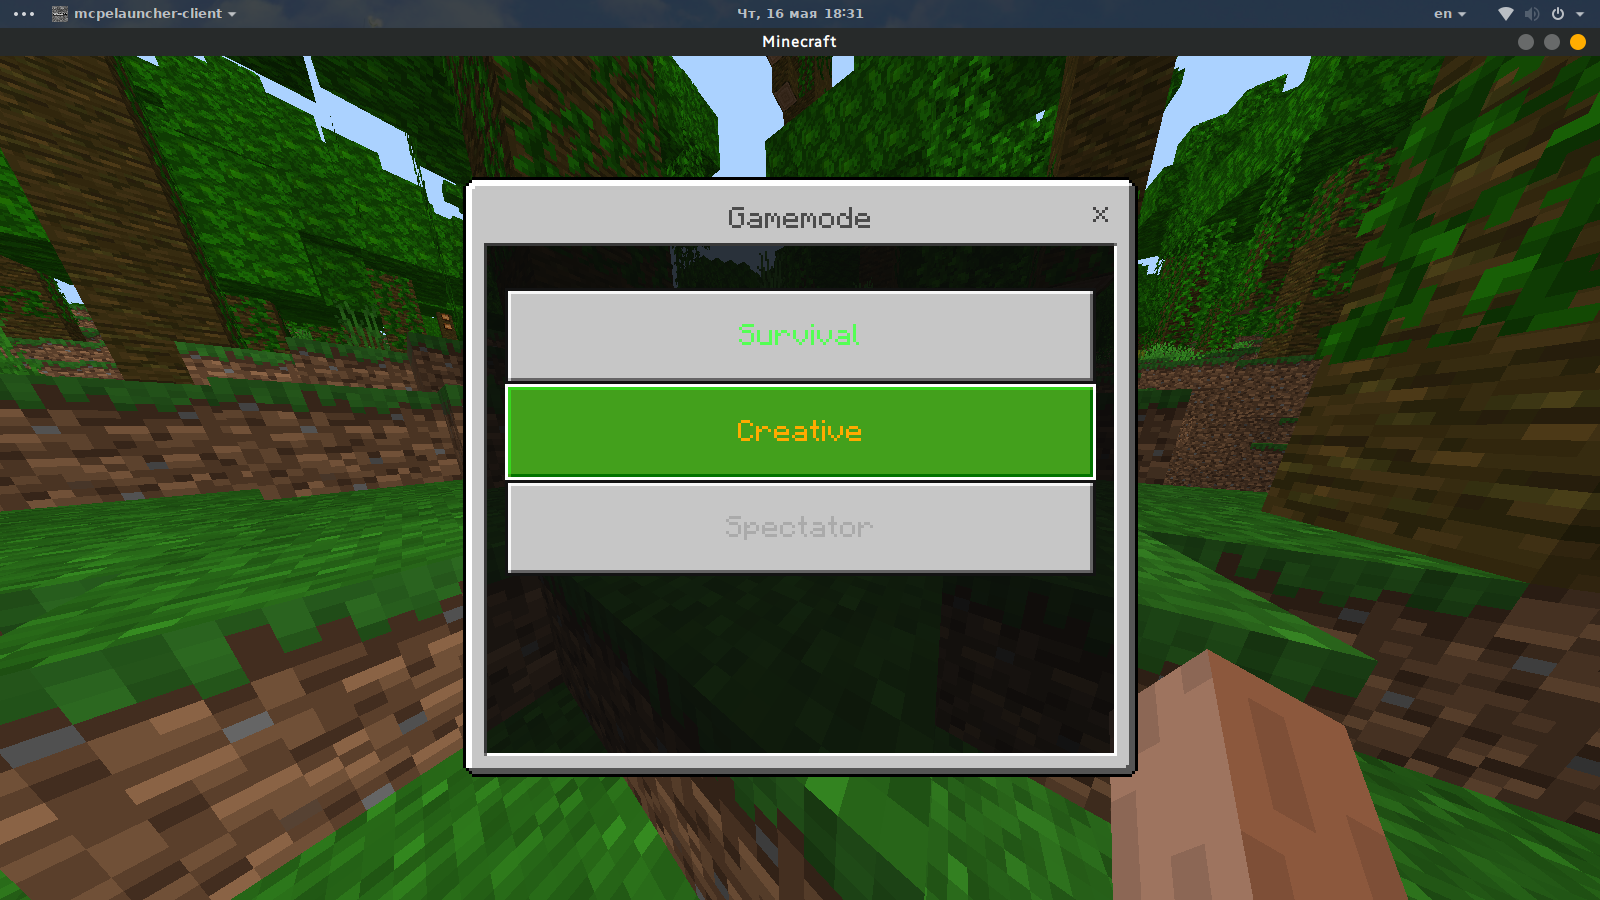 mcpelauncher-client
Чт, 16 мая 18:31
en
Minecraft
Gamemode
Survival
Creative
Spectator